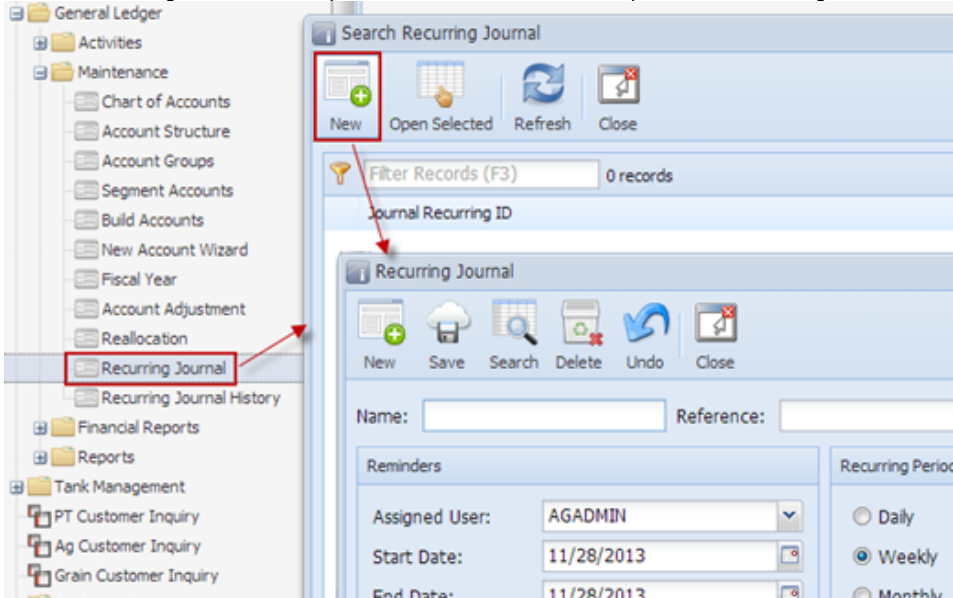 General Ledger
Activities
Maintenance
Chart of Accounts
Account Structure
Account Groups
Segment Accounts
Build Accounts
New Account Wizard
Fiscal Year
Account Adjustment
Reallocation
Recurring Journal
Recurring Journal History
Financial Reports
Reports
Tank Management
PT Customer Inquiry
Ag Customer Inquiry
Grain Customer Inquiry
Search Recurring Journal
New Open Selected Refresh Close
Filter Records (F3) 0 records
Journal Recurring ID
Recurring Journal
New Save Search Delete Undo Close
Name: Reference:
Reminders Recurring Period
Assigned User: AGADMIN Daily
Start Date: 11/28/2013 Weekly
End Date: 11/28/2013 Monthly